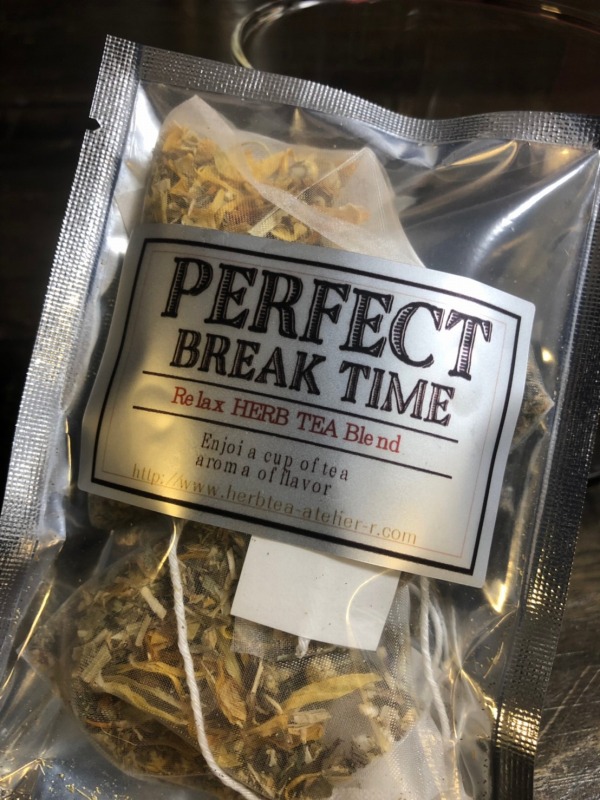 PERFECT
BREAK TIME
Relax HERB TEA Blend
Enjoi a cup of tea
aroma of flavor
http://www.herbtea-atelier-r.com